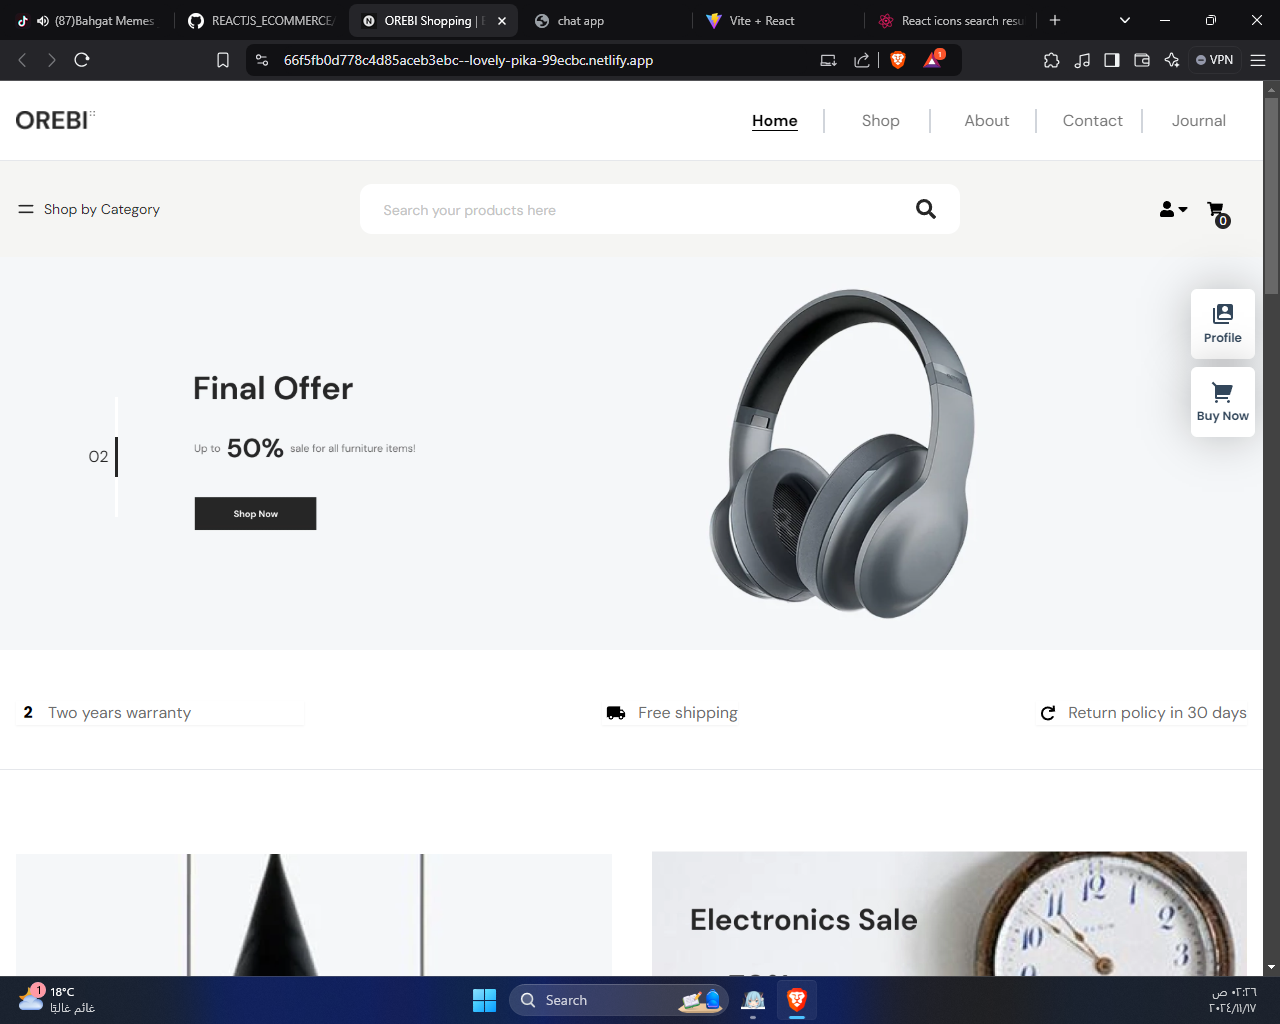 (87)Bahgat Memes
REACTJS_ECOMMERCE/
OREBI Shopping | E
chat app
Vite + React
React icons search resu
66f5fb0d778c4d85aceb3ebc--lovely-pika-99ecbc.netlify.app
1
VPN
OREBI
Home
Shop
About
Contact
Journal
Shop by Category
Search your products here
0
Profile
Buy Now
Final Offer
Up to 50% sale for all furniture items!
02
Shop Now
2 Two years warranty
Free shipping
Return policy in 30 days
Electronics Sale
1
18°C
غائم غالبًا
Search
٠٢:٢٦ ص
٢٠٢٤/١١/١٧